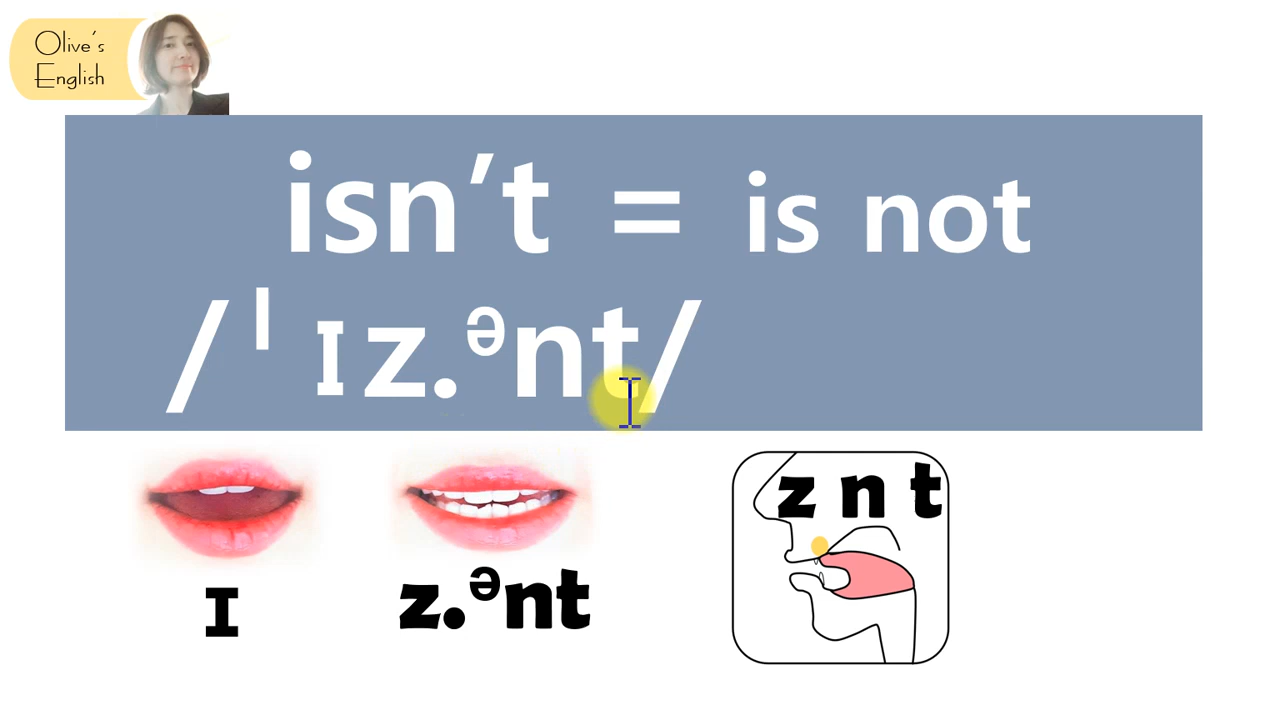 Olive's
English
isn't = is not
/ˈɪz.ᵊnt/
z n t
ɪ
z.ᵊnt